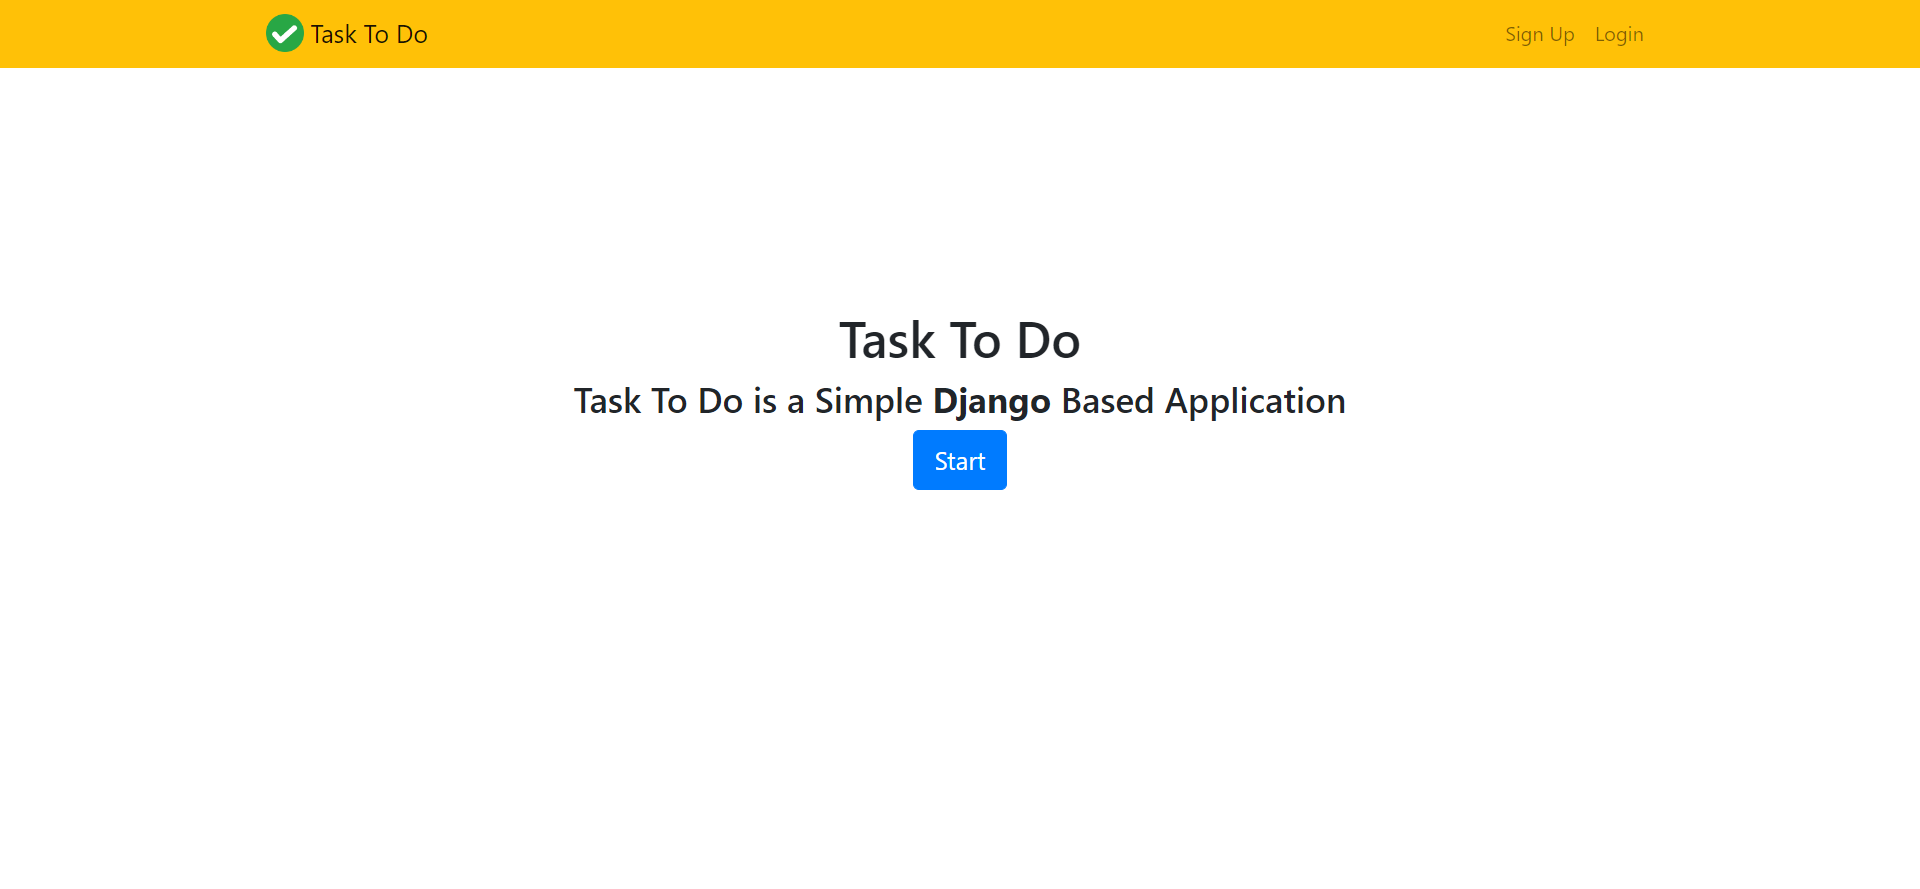 Task To Do
Sign Up
Login
Task To Do
Task To Do is a Simple Django Based Application
Start